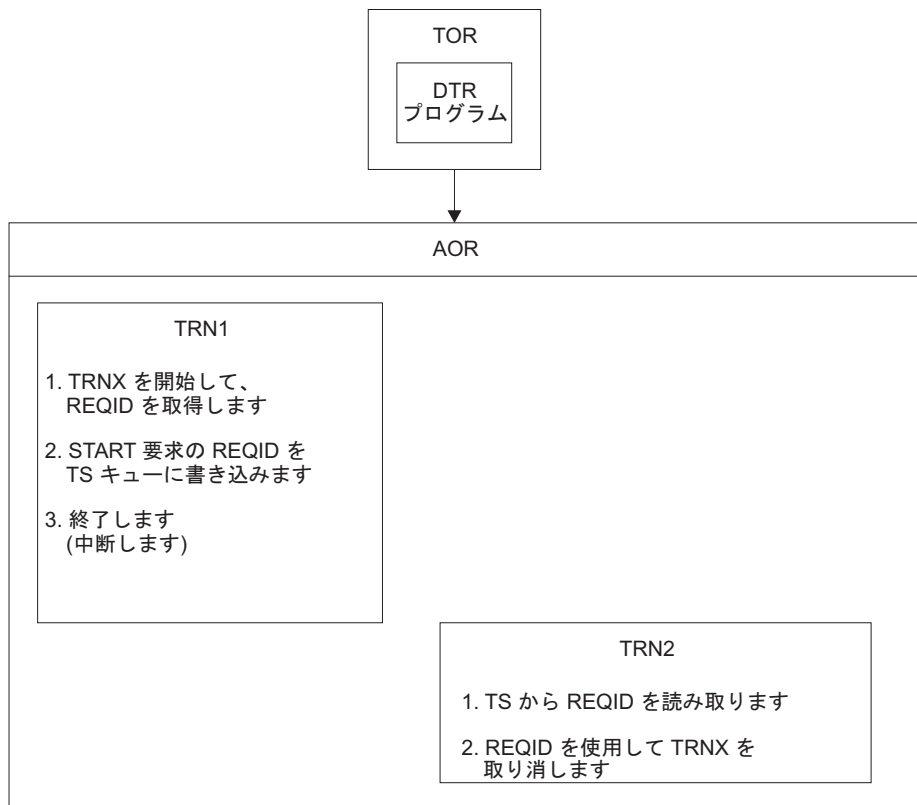 TOR
DTR
プログラム
AOR
TRN1
1. TRNX を開始して、
REQID を取得します
2. START 要求の REQID を
TS キューに書き込みます
3. 終了します
(中断します)
TRN2
1. TS から REQID を読み取ります
2. REQID を使用して TRNX を
取り消します